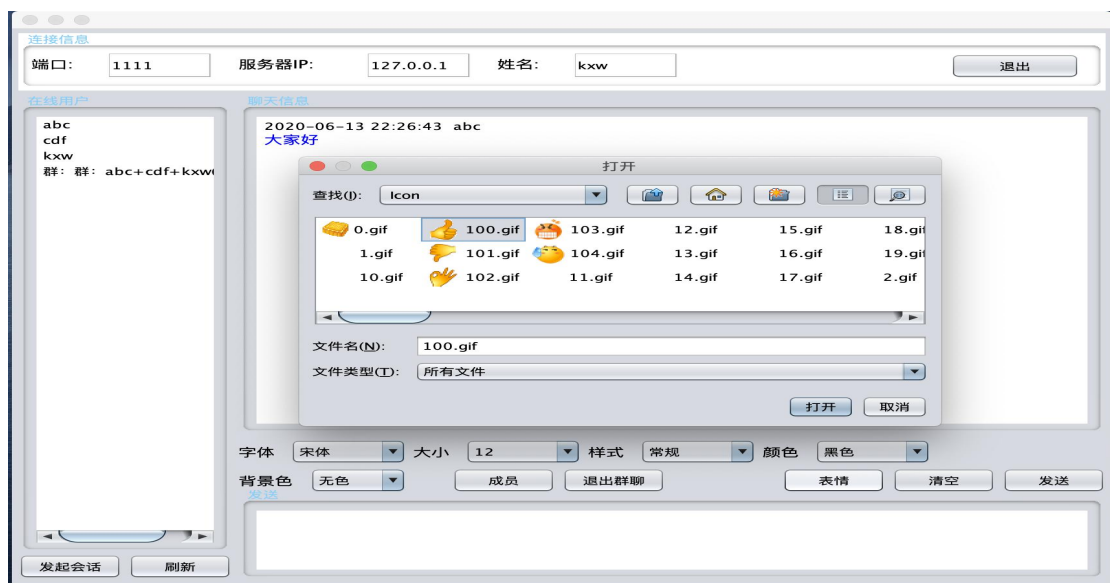 连接信息
端口: 1111 服务器IP: 127.0.0.1 姓名: kxw 退出
在线用户
abc
cdf
kxw
群: 群: abc+cdf+kxw
发起会话 刷新
聊天信息
2020-06-13 22:26:43 abc
大家好
打开
查找(I): Icon
0.gif 100.gif 103.gif 12.gif 15.gif 18.gif
1.gif 101.gif 104.gif 13.gif 16.gif 19.gif
10.gif 102.gif 11.gif 14.gif 17.gif 2.gif
文件名(N): 100.gif
文件类型(T): 所有文件
打开 取消
字体 宋体 大小 12 样式 常规 颜色 黑色
背景色 无色 成员 退出群聊 表情 清空 发送
发送